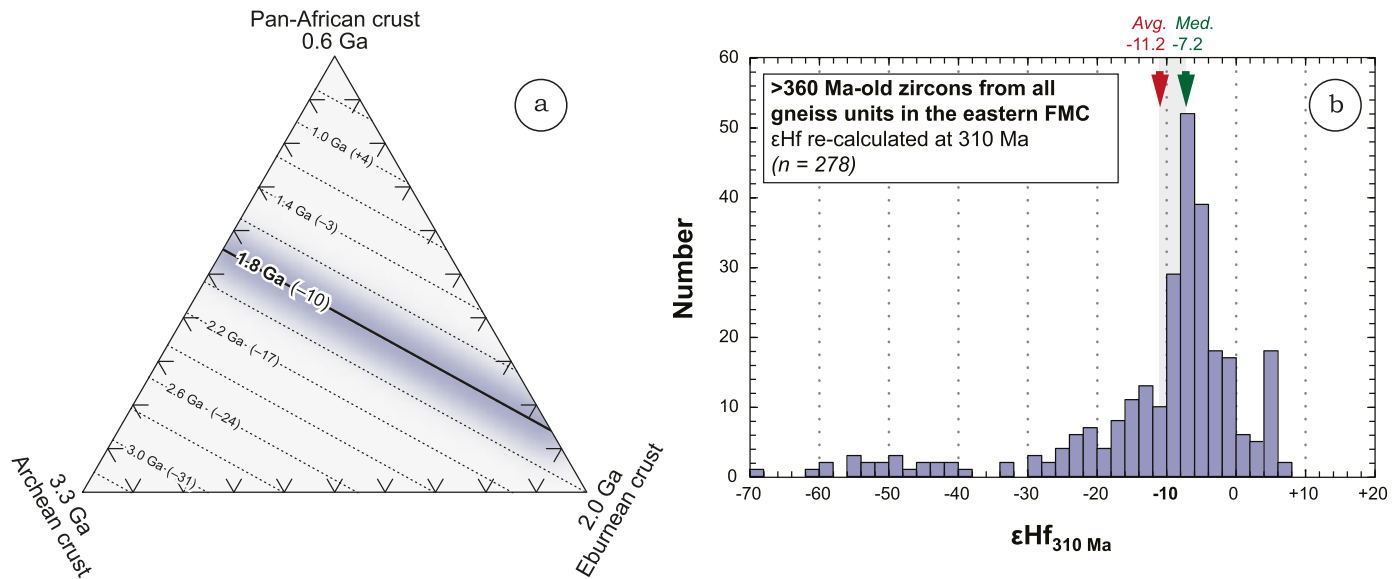 Pan-African crust
0.6 Ga
a
1.0 Ga (+4)
1.4 Ga (–3)
1.8 Ga (–10)
2.2 Ga (–17)
2.6 Ga (–24)
3.0 Ga (–31)
3.3 Ga
Archean crust
2.0 Ga
Eburnean crust
Avg. Med.
-11.2 -7.2
b
>360 Ma-old zircons from all
gneiss units in the eastern FMC
εHf re-calculated at 310 Ma
(n = 278)
Number
60
50
40
30
20
10
0
-70 -60 -50 -40 -30 -20 -10 0 +10 +20
εHf310 Ma